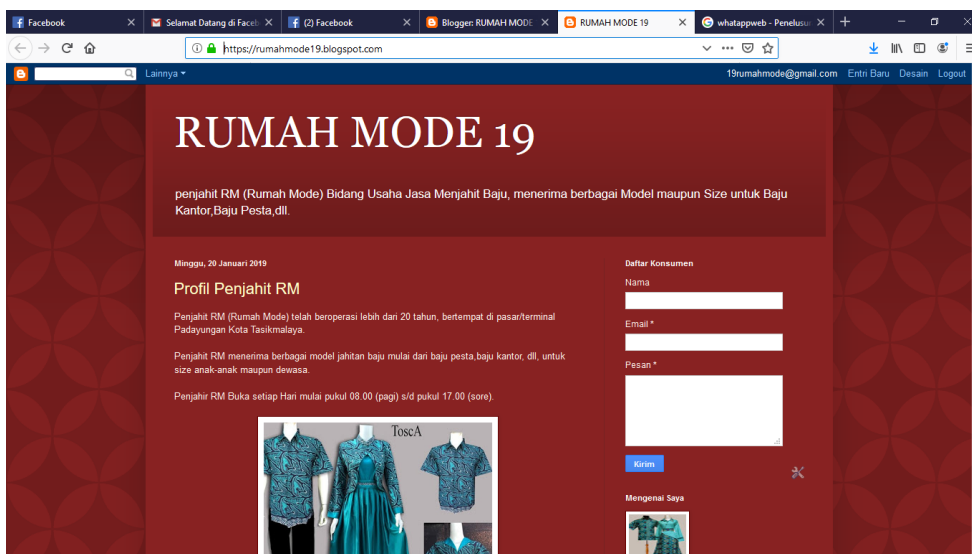 Facebook
Selamat Datang di Faceb
(2) Facebook
Blogger: RUMAH MODE
RUMAH MODE 19
whatappweb - Penelusu
https://rumahmode19.blogspot.com
Lainnya
19rumahmode@gmail.com Entri Baru Desain Logout
RUMAH MODE 19
penjahit RM (Rumah Mode) Bidang Usaha Jasa Menjahit Baju, menerima berbagai Model maupun Size untuk Baju
Kantor,Baju Pesta,dll.
Minggu, 20 Januari 2019
Profil Penjahit RM
Penjahit RM (Rumah Mode) telah beroperasi lebih dari 20 tahun, bertempat di pasar/terminal
Padayungan Kota Tasikmalaya.
Penjahit RM menerima berbagai model jahitan baju mulai dari baju pesta,baju kantor, dll, untuk
size anak-anak maupun dewasa.
Penjahir RM Buka setiap Hari mulai pukul 08.00 (pagi) s/d pukul 17.00 (sore).
ToscA
Daftar Konsumen
Nama
Email *
Pesan *
Kirim
Mengenai Saya